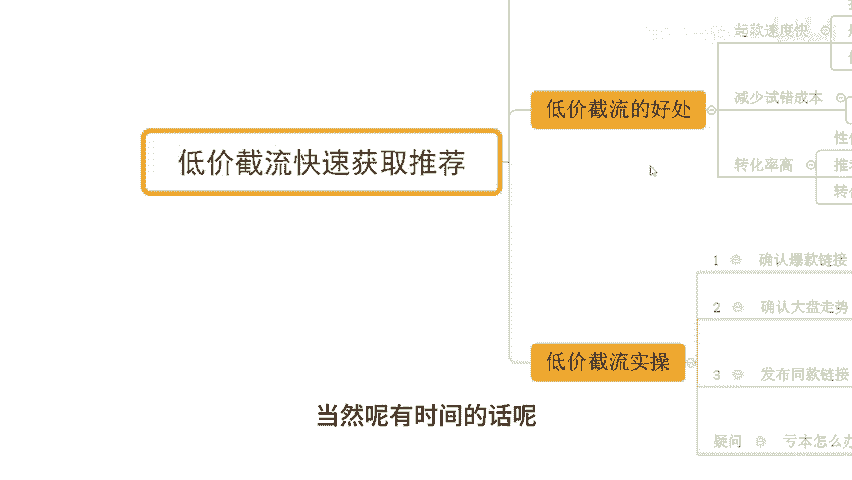 起款速度快
低价截流的好处
减少试错成本
低价截流快速获取推荐
转化率高
1 确认爆款链接
2 确认大盘走势
低价截流实操
3 发布同款链接
当然呢有时间的话呢
疑问 亏本怎么办